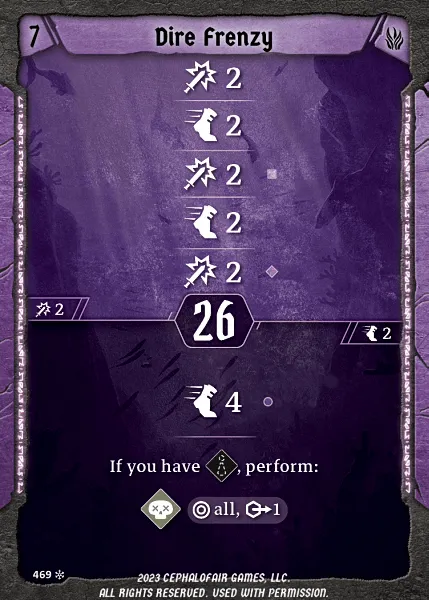 7
Dire Frenzy
2
2
2
2
2
2
26
2
4
If you have , perform:
all, 1
469
2023 CEPHALOFAIR GAMES, LLC.
ALL RIGHTS RESERVED. USED WITH PERMISSION.